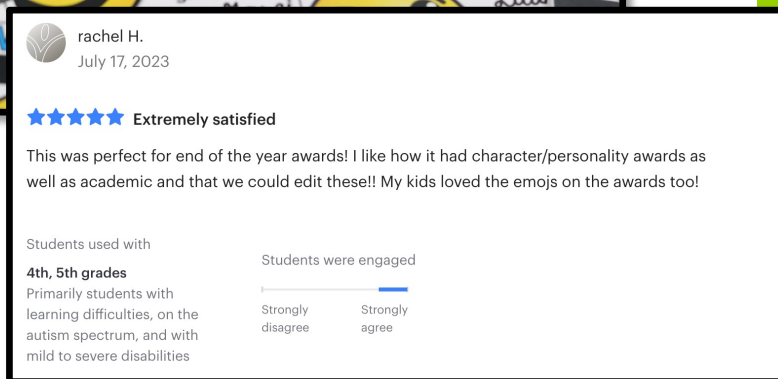 rachel H.
July 17, 2023
Extremely satisfied
This was perfect for end of the year awards! I like how it had character/personality awards as
well as academic and that we could edit these!! My kids loved the emojs on the awards too!
Students used with
4th, 5th grades
Primarily students with
learning difficulties, on the
autism spectrum, and with
mild to severe disabilities
Students were engaged
Strongly
disagree
Strongly
agree